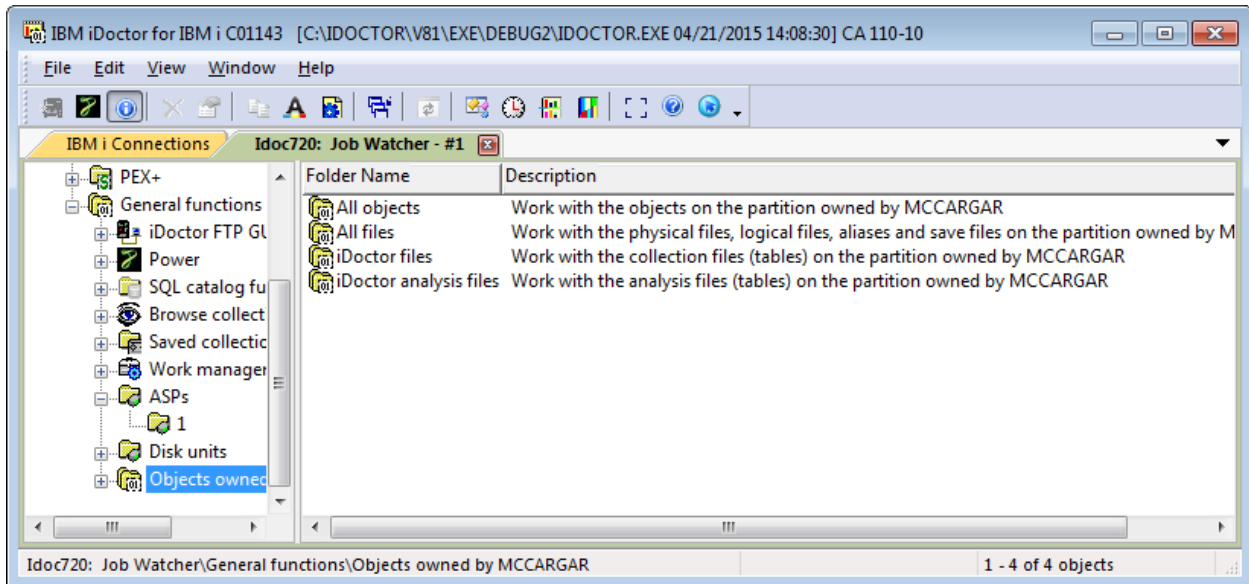 IBM iDoctor for IBM i C01143 [C:\IDOCTOR\V81\EXE\DEBUG2\IDOCTOR.EXE 04/21/2015 14:08:30] CA 110-10
File Edit View Window Help
IBM i Connections Idoc720: Job Watcher - #1
PEX+
General functions
iDoctor FTP GU
Power
SQL catalog fu
Browse collect
Saved collectic
Work manager
ASPs
1
Disk units
Objects owned
Folder Name Description
All objects Work with the objects on the partition owned by MCCARGAR
All files Work with the physical files, logical files, aliases and save files on the partition owned by M
iDoctor files Work with the collection files (tables) on the partition owned by MCCARGAR
iDoctor analysis files Work with the analysis files (tables) on the partition owned by MCCARGAR
Idoc720: Job Watcher\General functions\Objects owned by MCCARGAR 1 - 4 of 4 objects